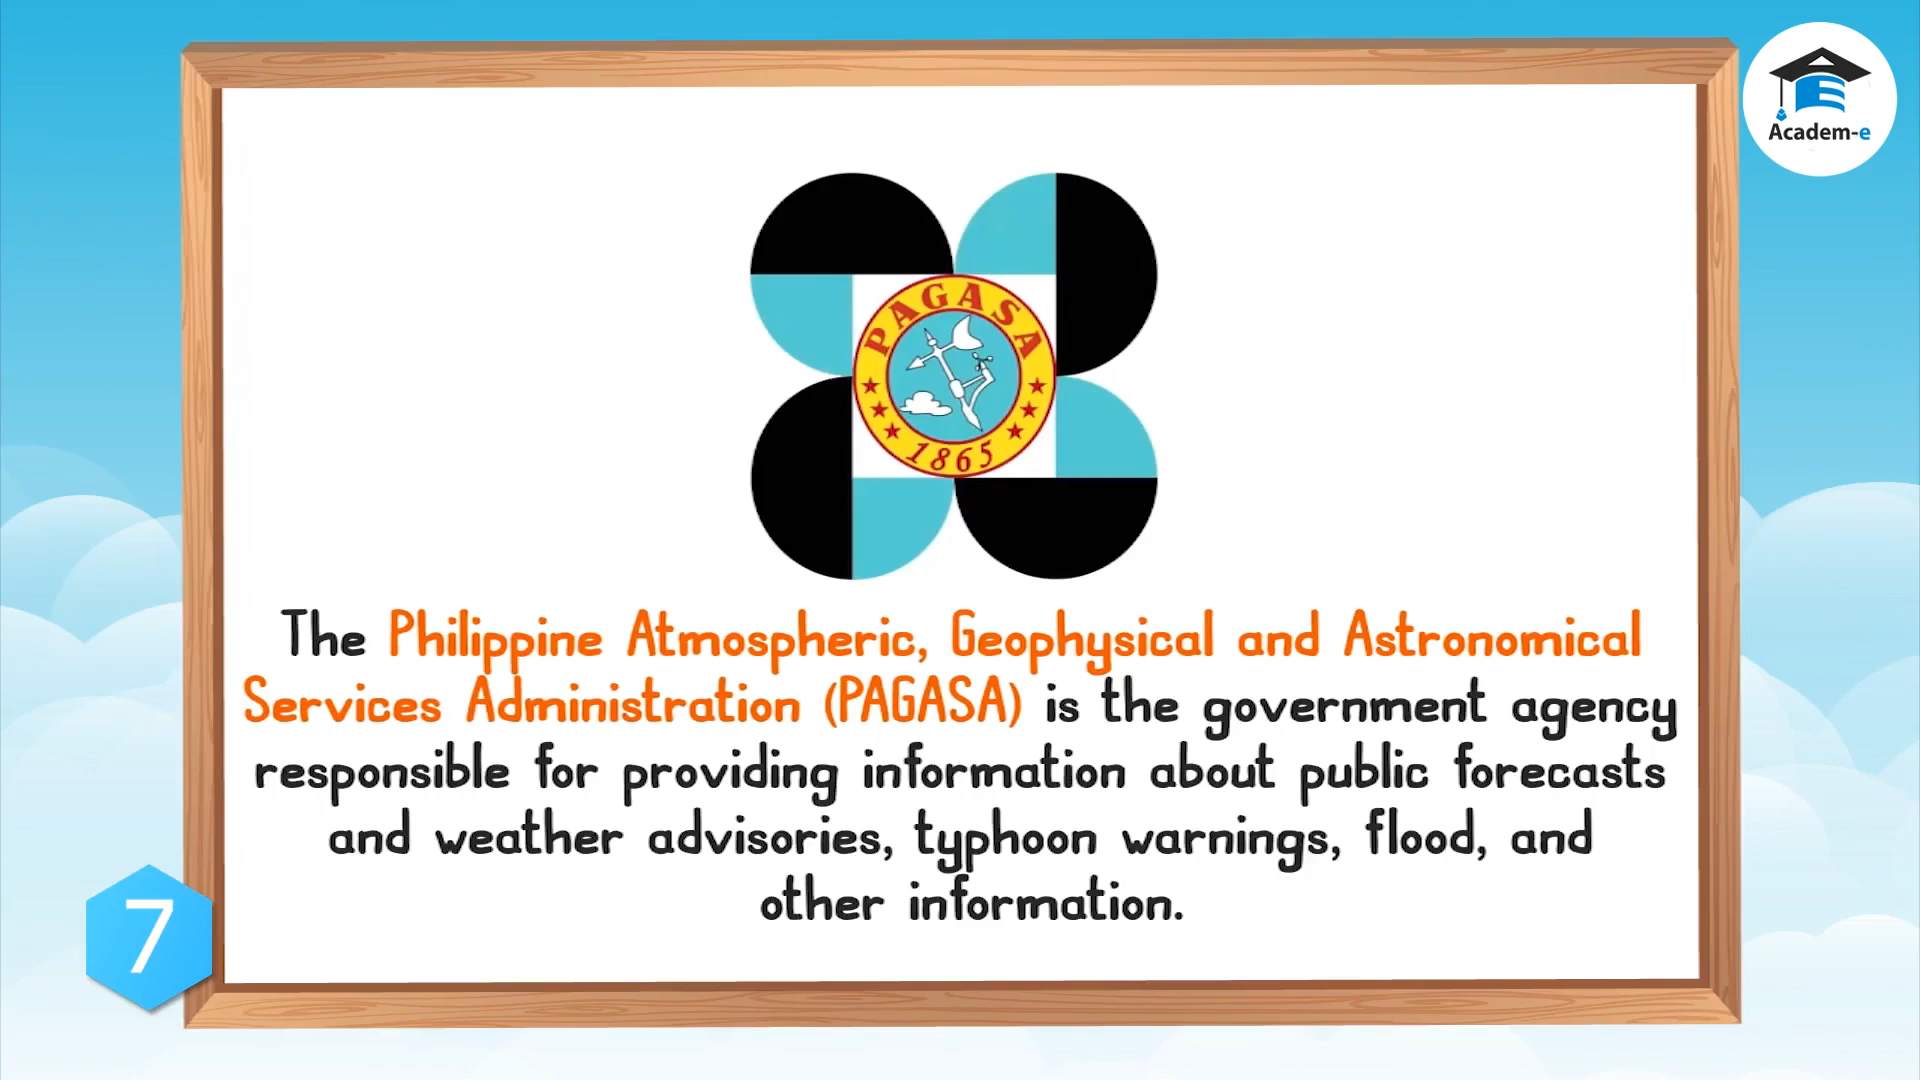 Academ-e
PAGASA
1865
The Philippine Atmospheric, Geophysical and Astronomical
Services Administration (PAGASA) is the government agency
responsible for providing information about public forecasts
and weather advisories, typhoon warnings, flood, and
other information.
7